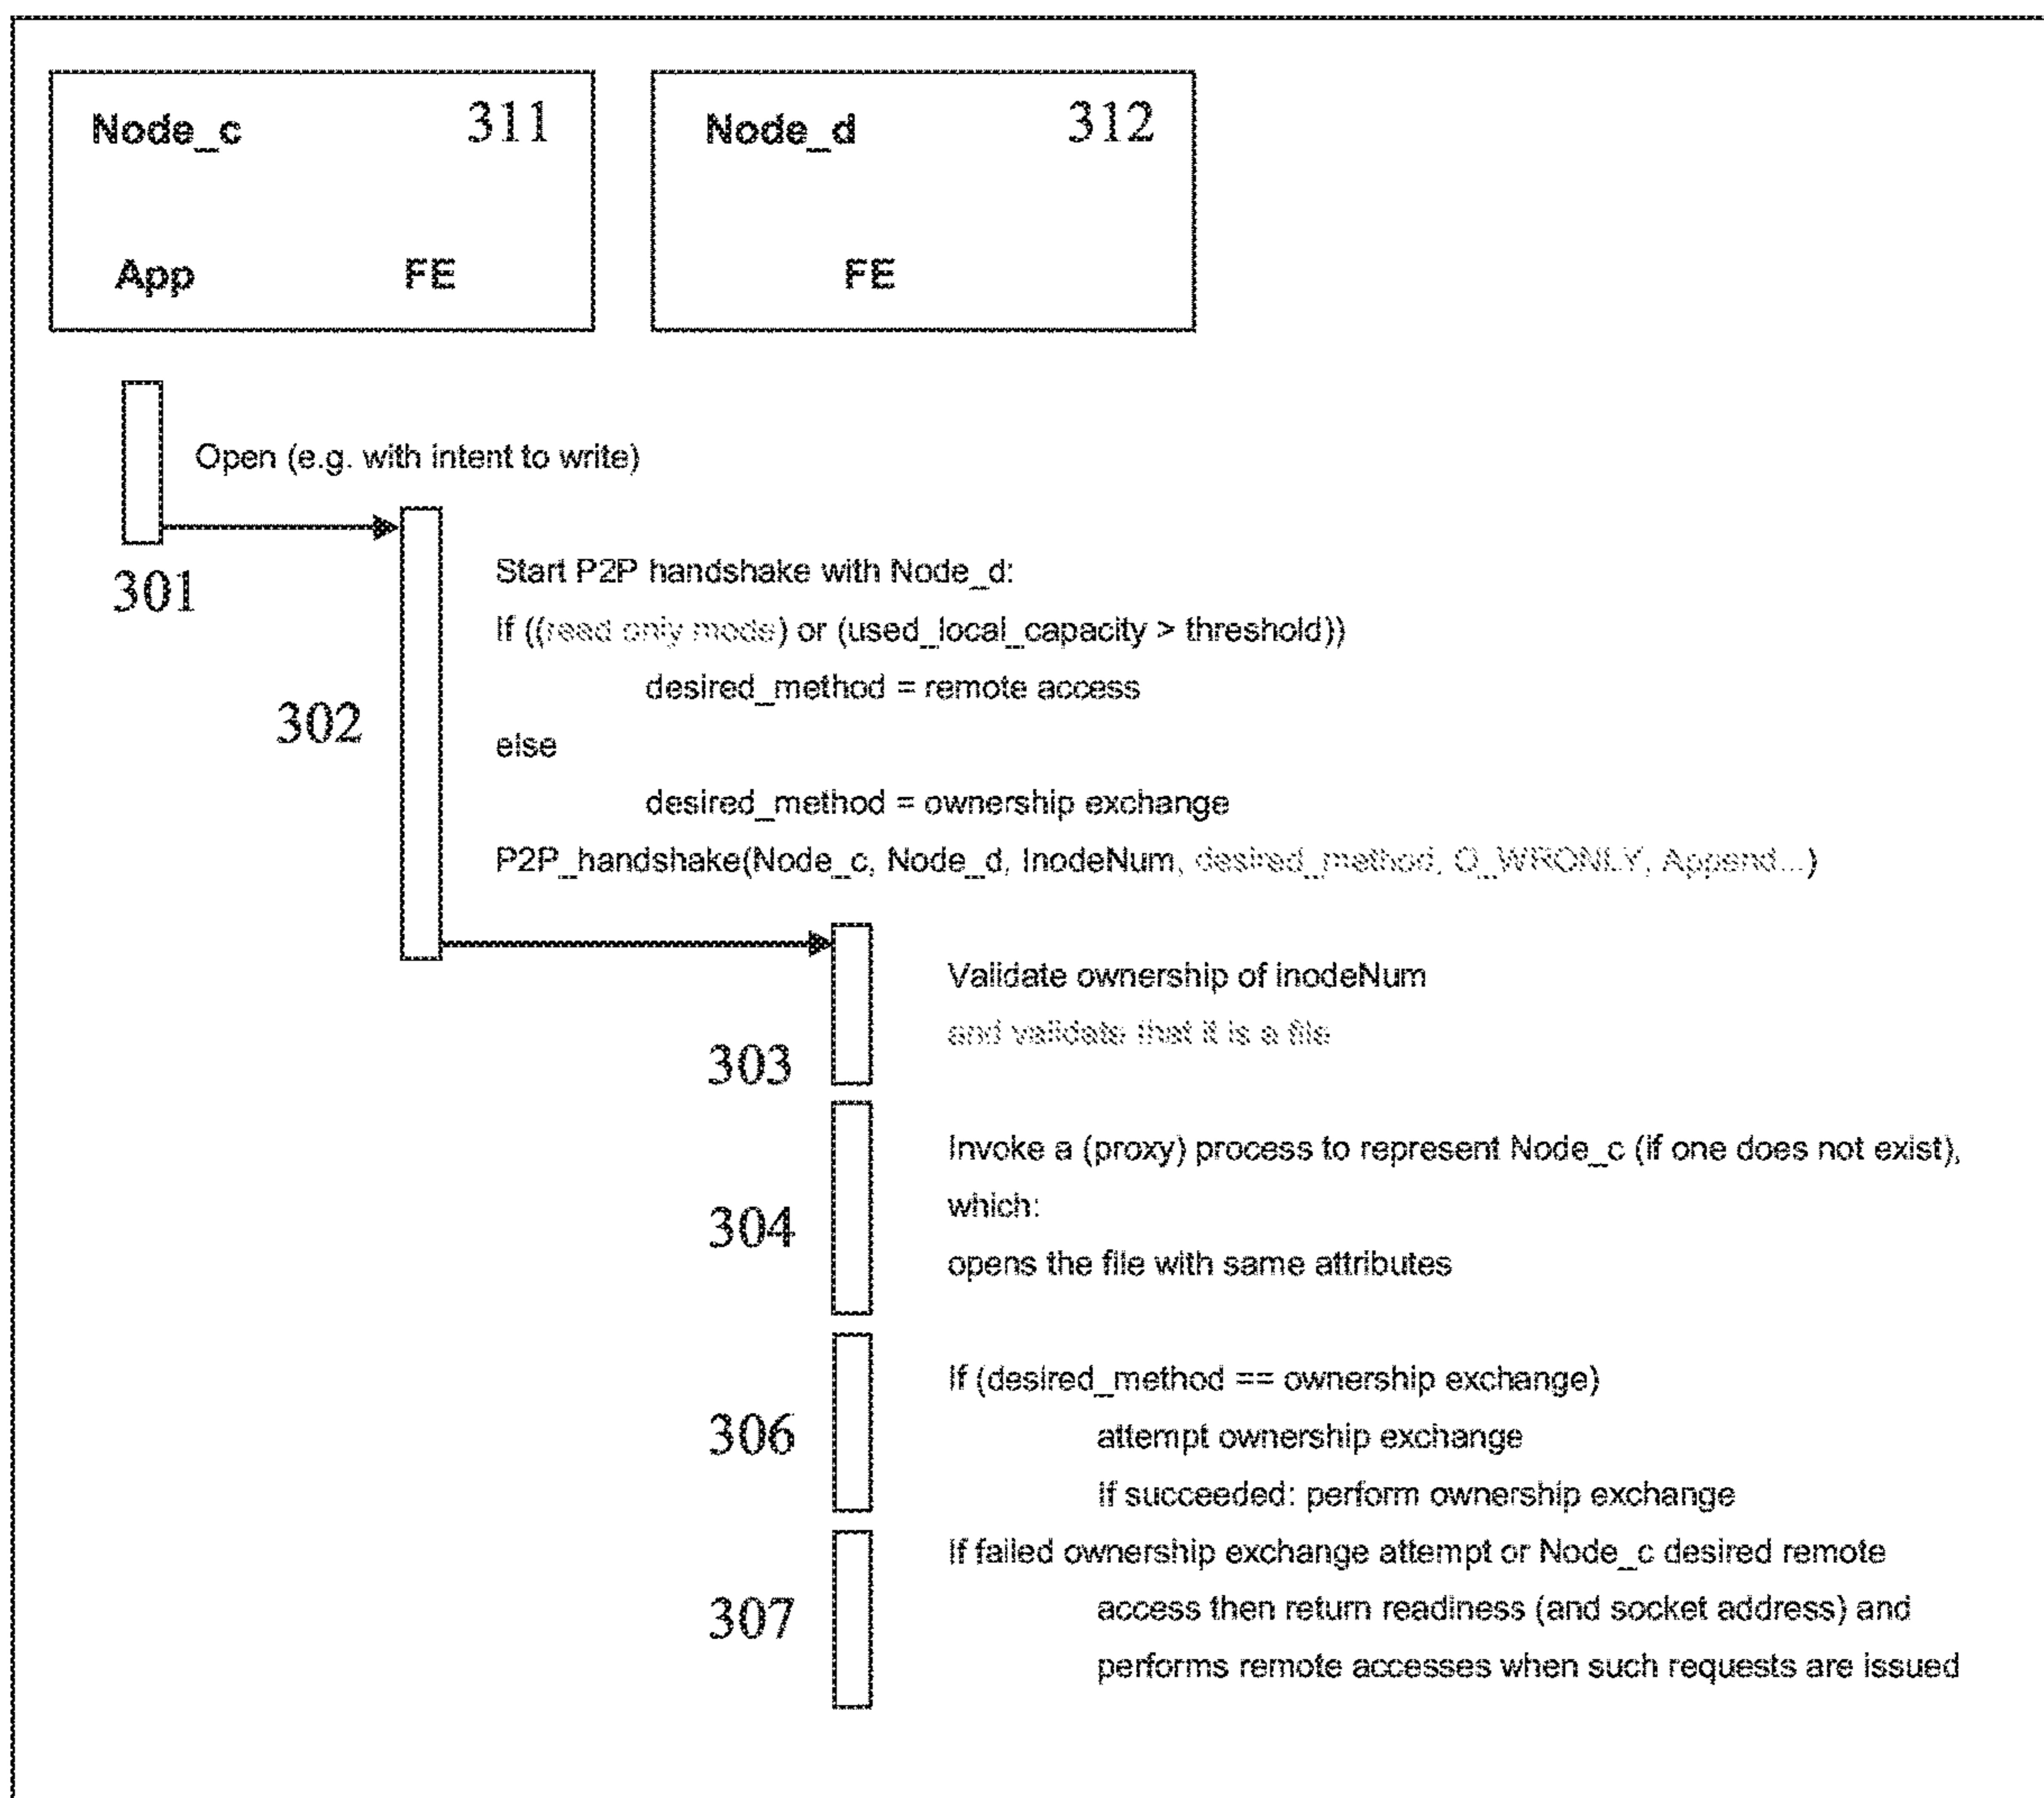 Node_c 311
Node_d 312
App FE
FE
Open (e.g. with intent to write)
301
Start P2P handshake with Node_d:
If ((read only mode) or (used_local_capacity > threshold))
302
desired_method = remote access
else
desired_method = ownership exchange
P2P_handshake(Node_c, Node_d, InodeNum, desired_method, O_WRONLY, Append...)
Validate ownership of inodeNum
and validate that it is a file
303
Invoke a (proxy) process to represent Node_c (if one does not exist),
which:
304
opens the file with same attributes
If (desired_method == ownership exchange)
306
attempt ownership exchange
If succeeded: perform ownership exchange
If failed ownership exchange attempt or Node_c desired remote
307
access then return readiness (and socket address) and
performs remote accesses when such requests are issued